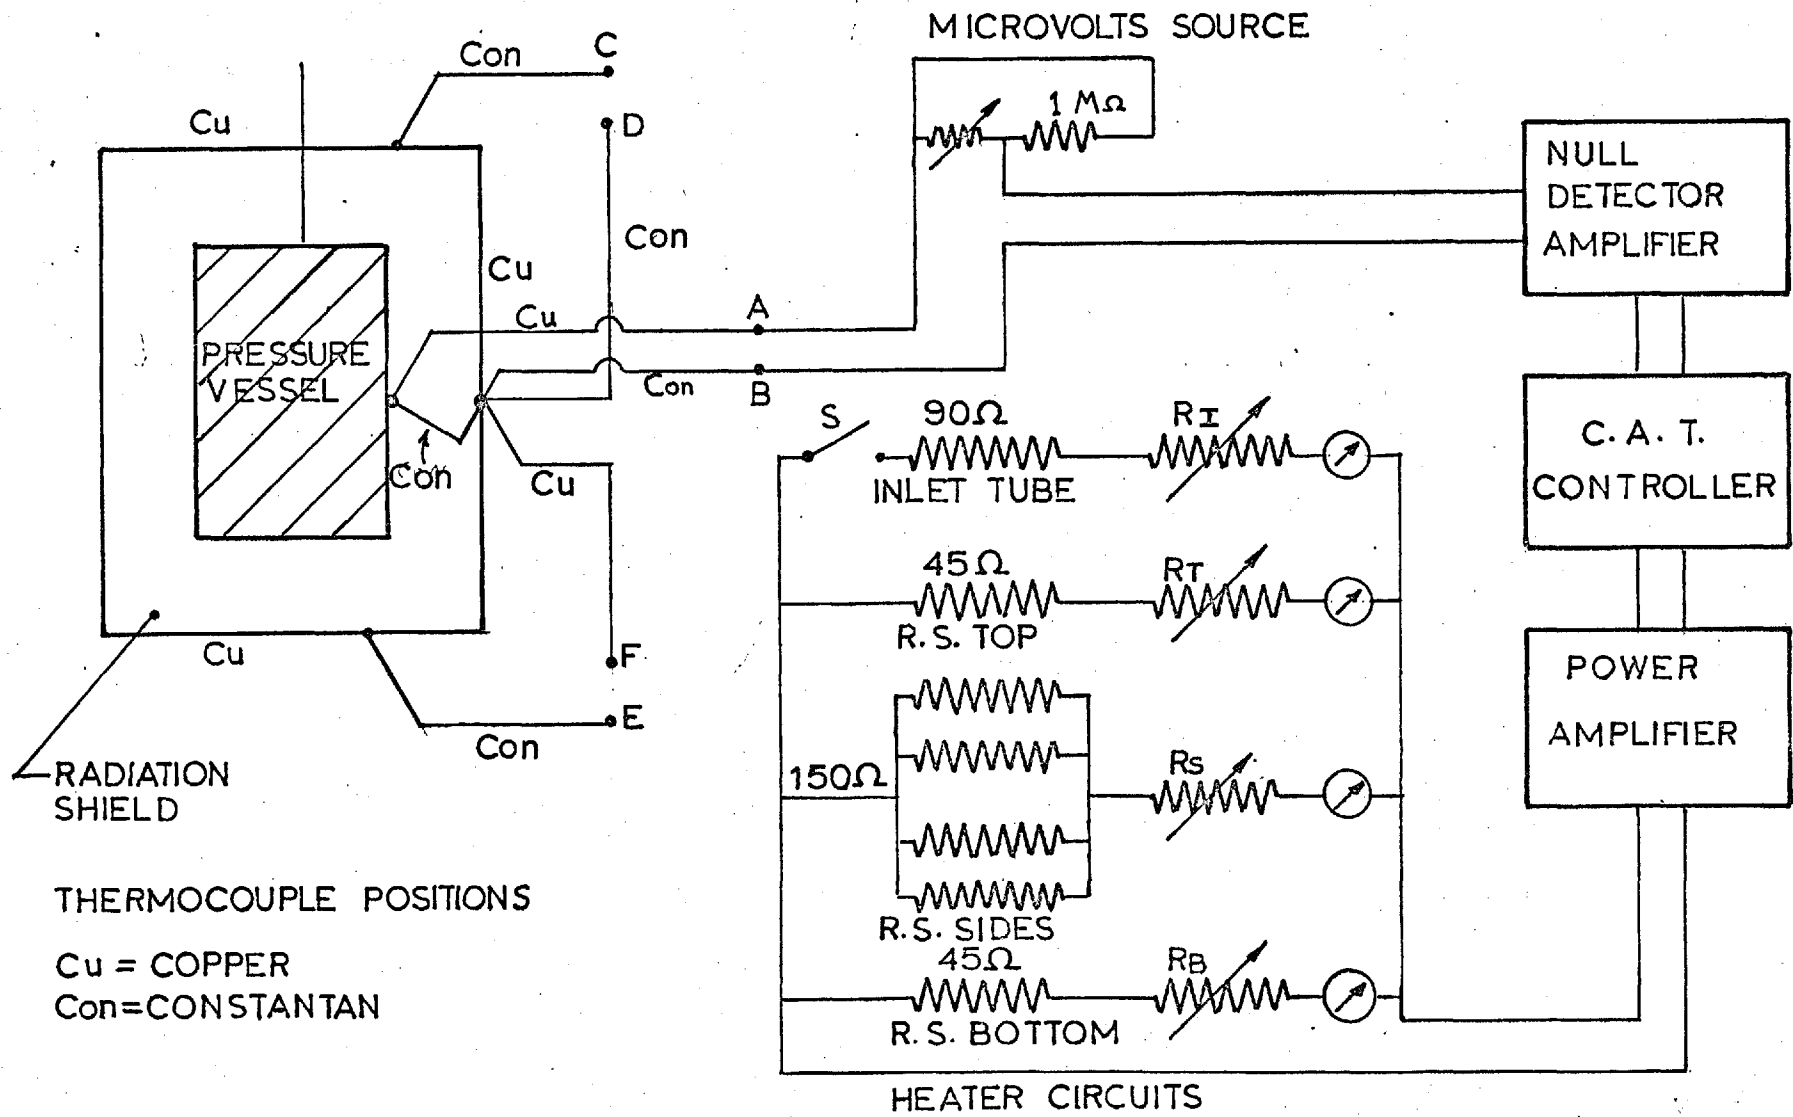 MICROVOLTS SOURCE
Con
C
Cu
D
1 MΩ
NULL
DETECTOR
AMPLIFIER
Con
Cu
Cu
A
PRESSURE
VESSEL
Con
B
Con
Cu
S
90Ω
RI
INLET TUBE
C. A. T.
CONTROLLER
45Ω
RT
R.S. TOP
Cu
F
E
Con
POWER
AMPLIFIER
150Ω
RS
R.S. SIDES
RADIATION
SHIELD
THERMOCOUPLE POSITIONS
Cu = COPPER
Con=CONSTANTAN
45Ω
RB
R.S. BOTTOM
HEATER CIRCUITS